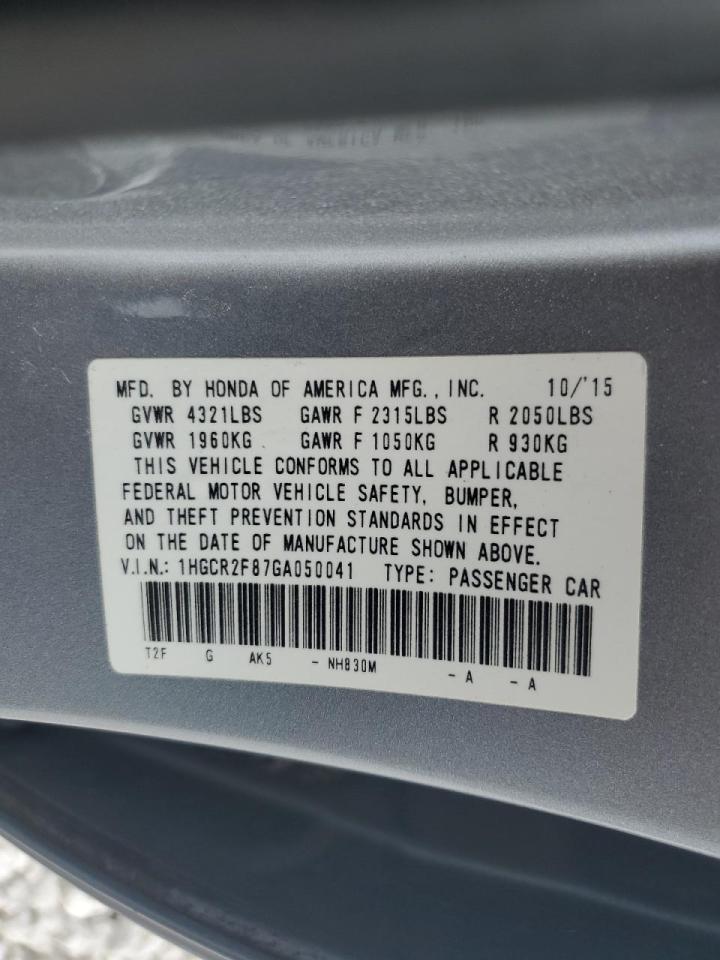 MFD. BY HONDA OF AMERICA MFG., INC. 10/'15
GVWR 4321LBS GAWR F 2315LBS R 2050LBS
GVWR 1960KG GAWR F 1050KG R 930KG
THIS VEHICLE CONFORMS TO ALL APPLICABLE
FEDERAL MOTOR VEHICLE SAFETY, BUMPER,
AND THEFT PREVENTION STANDARDS IN EFFECT
ON THE DATE OF MANUFACTURE SHOWN ABOVE.
V.I.N.: 1HGCR2F87GA050041 TYPE: PASSENGER CAR
T2F G AK5 - NH830M - A - A